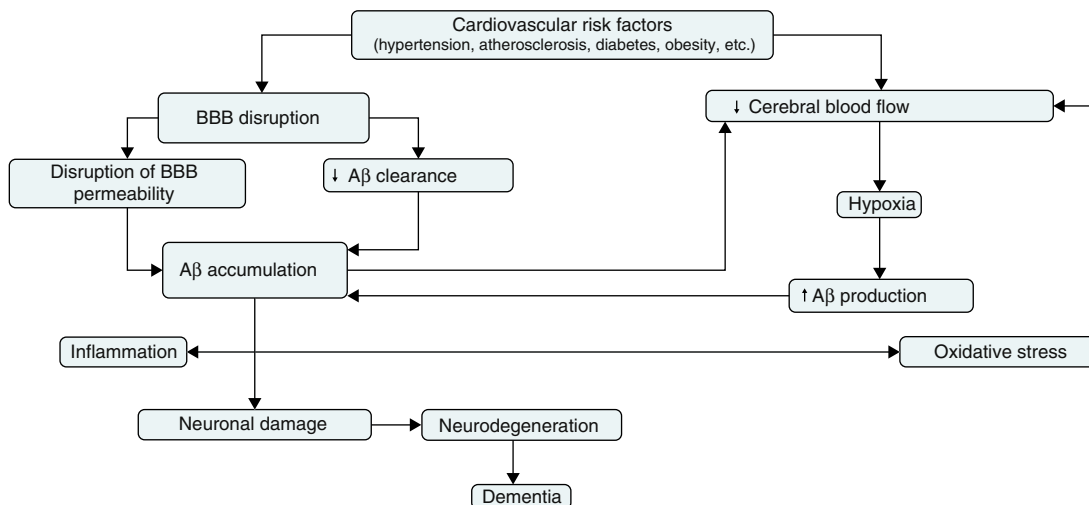 Cardiovascular risk factors
(hypertension, atherosclerosis, diabetes, obesity, etc.)
BBB disruption
↓ Cerebral blood flow
Disruption of BBB
permeability
↓ Aβ clearance
Hypoxia
Aβ accumulation
↑ Aβ production
Inflammation
Oxidative stress
Neuronal damage
Neurodegeneration
Dementia